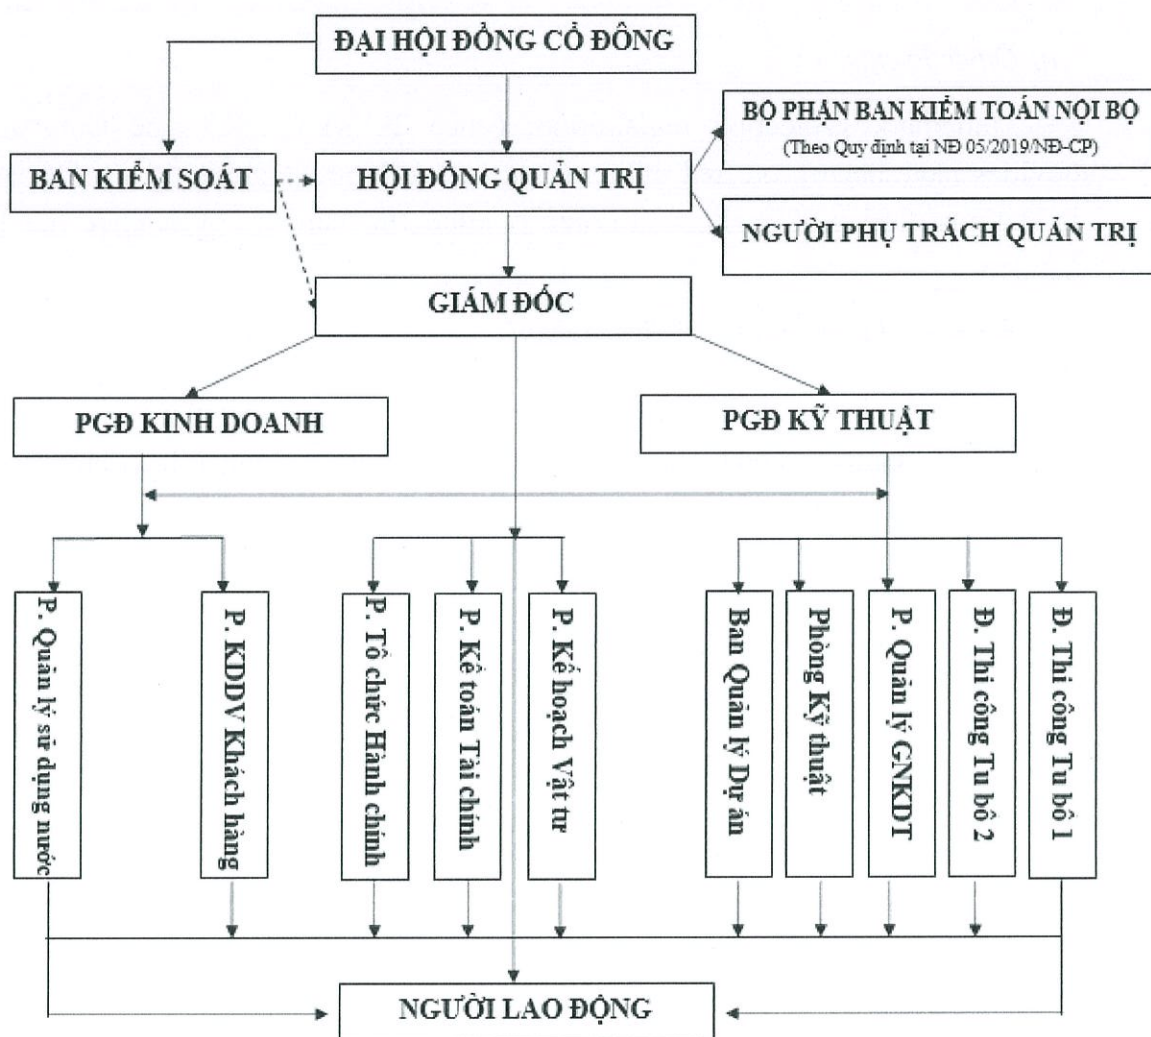 ĐẠI HỘI ĐỒNG CỔ ĐÔNG
BỘ PHẬN BAN KIỂM TOÁN NỘI BỘ
(Theo Quy định tại NĐ 05/2019/NĐ-CP)
BAN KIỂM SOÁT
HỘI ĐỒNG QUẢN TRỊ
NGƯỜI PHỤ TRÁCH QUẢN TRỊ
GIÁM ĐỐC
PGĐ KINH DOANH
PGĐ KỸ THUẬT
P. Quản lý sử dụng nước
P. KDDV Khách hàng
P. Tổ chức Hành chính
P. Kế toán Tài chính
P. Kế hoạch Vật tư
Ban Quản lý Dự án
Phòng Kỹ thuật
P. Quản lý GNKDT
Đ. Thi công Tu bổ 2
Đ. Thi công Tu bổ 1
NGƯỜI LAO ĐỘNG